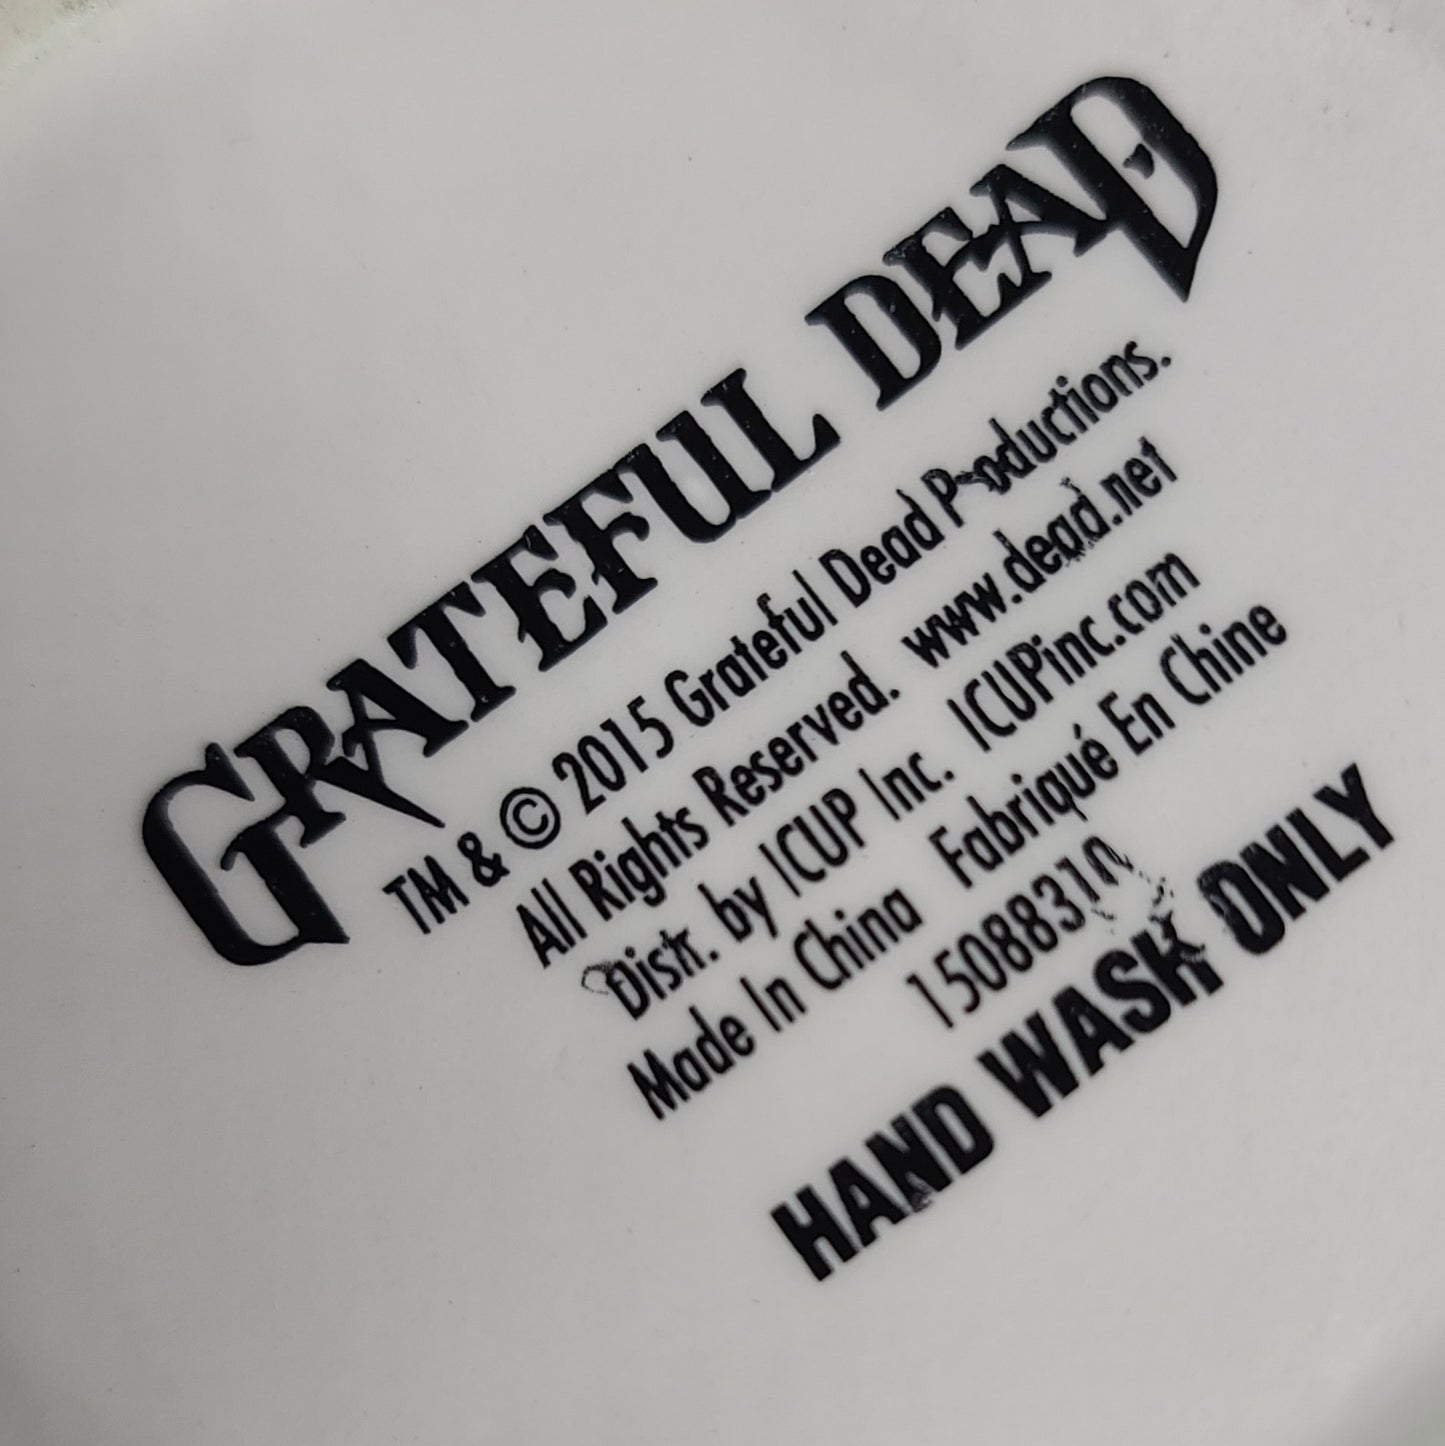 GRATEFUL DEAD
TM & © 2015 Grateful Dead Productions.
All Rights Reserved. www.dead.net
Distr. by ICUP Inc. ICUPinc.com
Made In China Fabriqué En Chine
HAND WASH ONLY